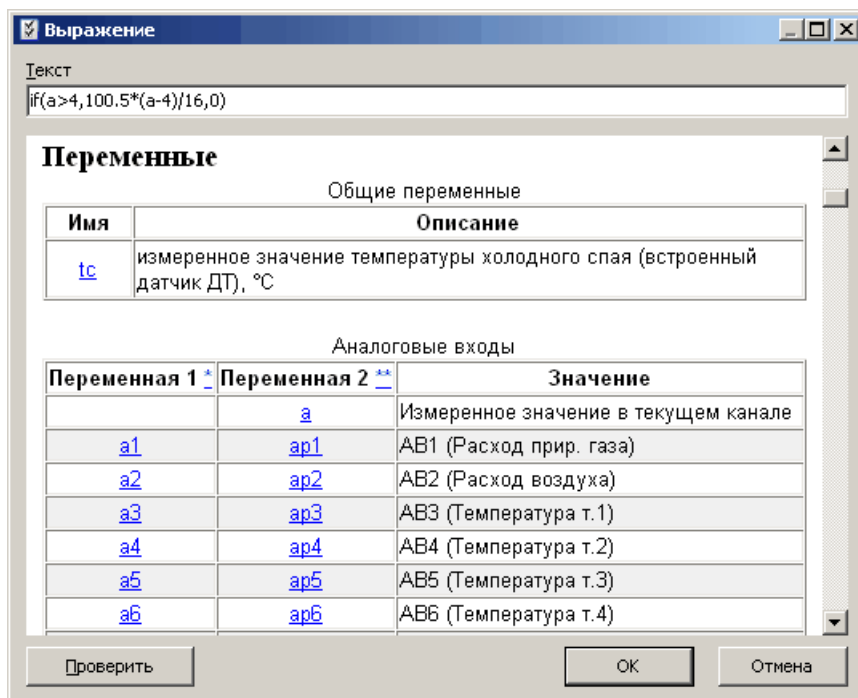 Выражение
Текст
if(a>4,100.5*(a-4)/16,0)
Переменные
Общие переменные
Имя Описание
tc измеренное значение температуры холодного спая (встроенный
датчик ДТ), °C
Аналоговые входы
Переменная 1 * Переменная 2 ** Значение
a Измеренное значение в текущем канале
a1 ap1 АВ1 (Расход прир. газа)
a2 ap2 АВ2 (Расход воздуха)
a3 ap3 АВ3 (Температура т.1)
a4 ap4 АВ4 (Температура т.2)
a5 ap5 АВ5 (Температура т.3)
a6 ap6 АВ6 (Температура т.4)
Проверить ОК Отмена